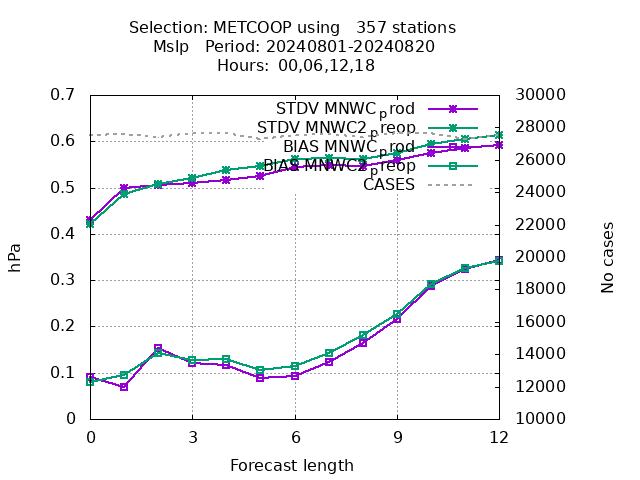 Selection: METCOOP using   357 stations
Mslp   Period: 20240801-20240820
Hours:  00,06,12,18
0.7
0.6
0.5
0.4
0.3
0.2
0.1
0
hPa
30000
28000
26000
24000
22000
20000
18000
16000
14000
12000
10000
No cases
STDV MNWC_prod
STDV MNWC2_preop
BIAS MNWC_prod
BIAS MNWC2_preop
CASES
0 3 6 9 12
Forecast length